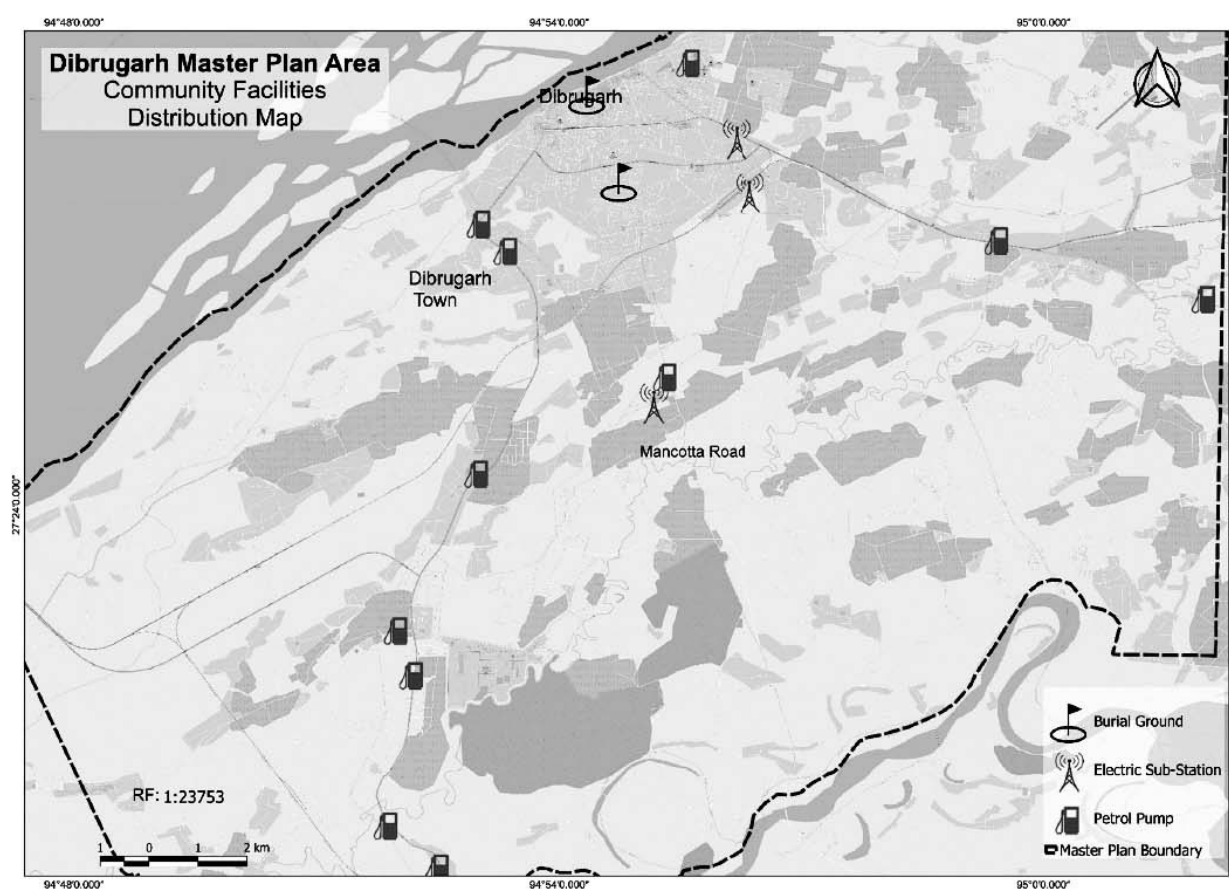 94°48'0.000"
94°54'0.000"
95°0'0.000"
Dibrugarh Master Plan Area
Community Facilities
Distribution Map
Dibrugarh
Dibrugarh
Town
Mancotta Road
27°24'0.000"
Burial Ground
Electric Sub-Station
Petrol Pump
Master Plan Boundary
RF: 1:23753
1 0 1 2 km
94°48'0.000"
94°54'0.000"
95°0'0.000"